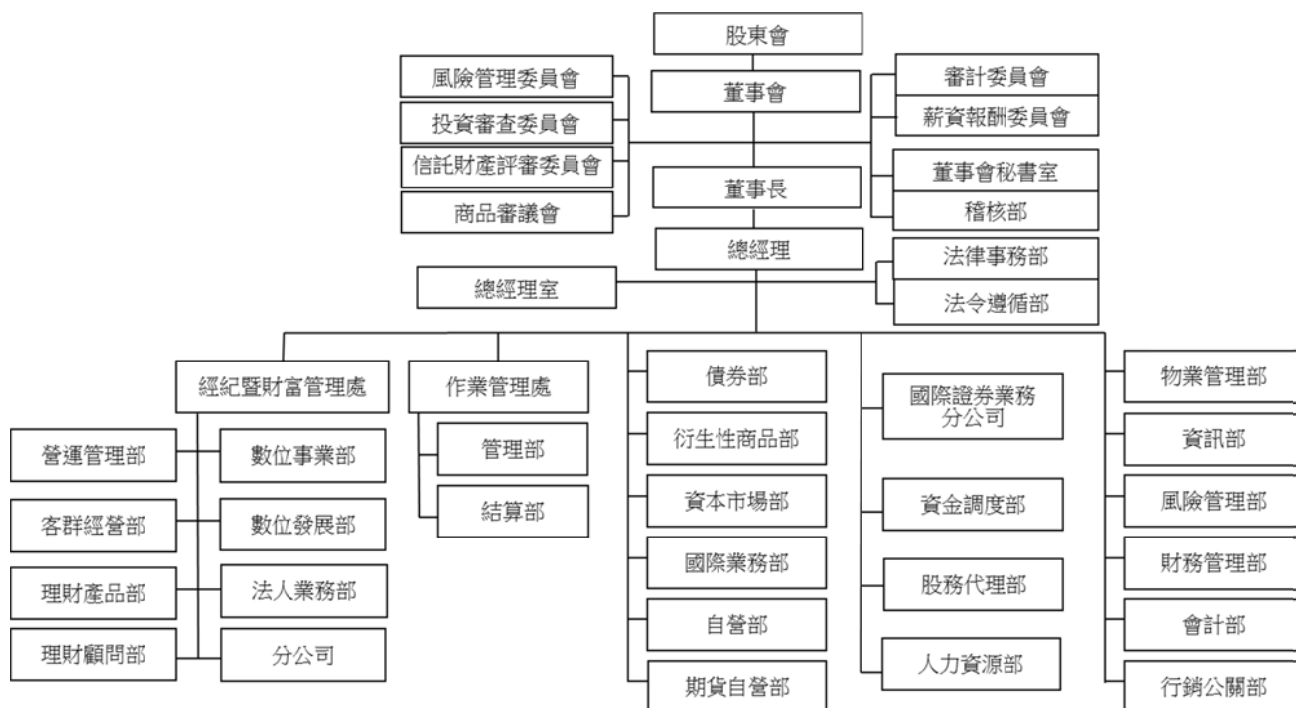 股東會
風險管理委員會
董事會
審計委員會
薪資報酬委員會
投資審查委員會
信託財產評審委員會
董事長
董事會秘書室
商品審議會
稽核部
總經理
法律事務部
總經理室
法令遵循部
經紀暨財富管理處
營運管理部
數位事業部
客群經營部
數位發展部
理財產品部
法人業務部
理財顧問部
分公司
作業管理處
管理部
結算部
債券部
衍生性商品部
資本市場部
國際業務部
自營部
期貨自營部
國際證券業務
分公司
資金調度部
股務代理部
人力資源部
物業管理部
資訊部
風險管理部
財務管理部
會計部
行銷公關部